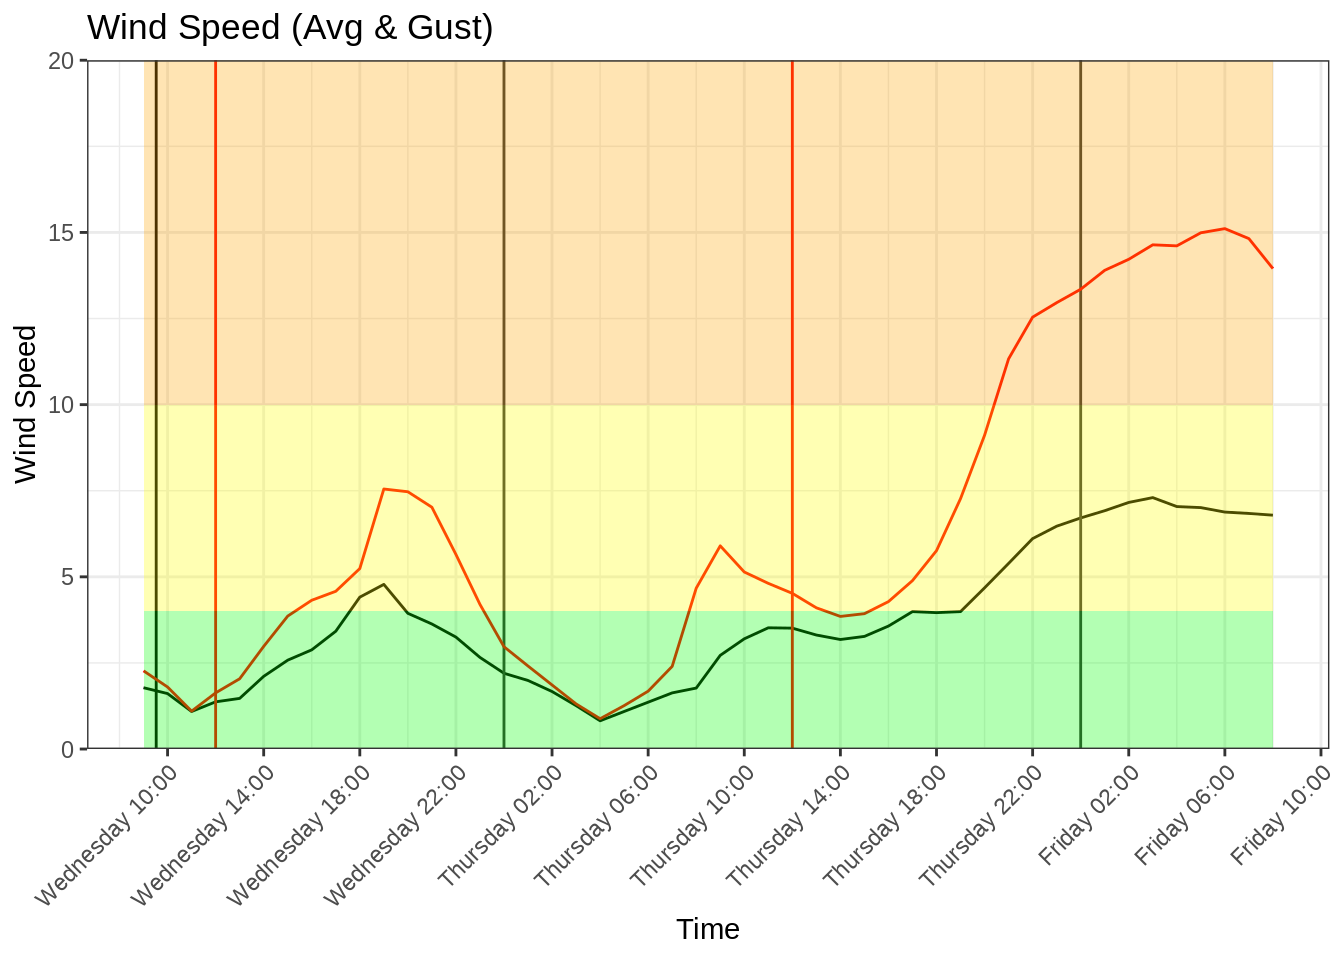 Wind Speed (Avg & Gust)
20
15
10
5
0
Wind Speed
Wednesday 10:00
Wednesday 14:00
Wednesday 18:00
Wednesday 22:00
Thursday 02:00
Thursday 06:00
Thursday 10:00
Thursday 14:00
Thursday 18:00
Thursday 22:00
Friday 02:00
Friday 06:00
Friday 10:00
Time